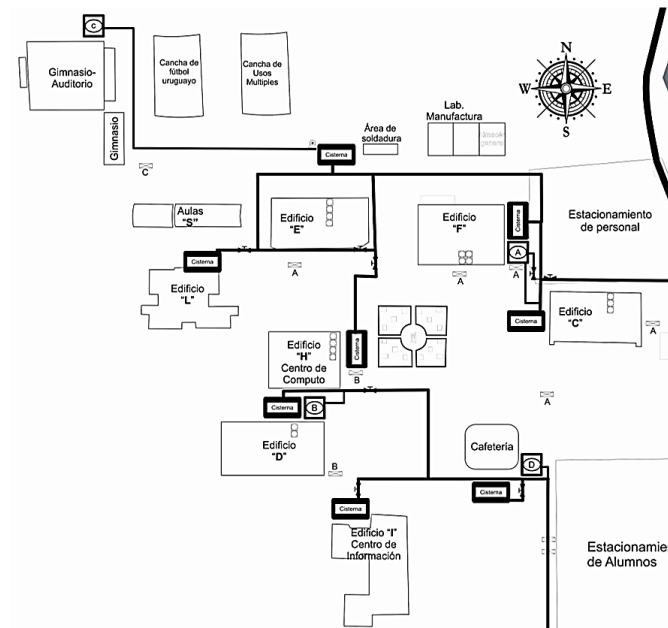 C
Gimnasio-
Auditorio
Cancha de
fútbol
uruguayo
Cancha de
Usos
Multiples
N
W
E
S
Lab.
Manufactura
Área de
soldadura
Cisterna
Gimnasio
C
Aulas
"S"
Edificio
"E"
Edificio
"F"
Cisterna
Estacionamiento
de personal
A
Cisterna
A
A
A
Edificio
"L"
Cisterna
Edificio
"C"
A
Edificio
"H"
Centro de
Computo
Cisterna
B
A
Cisterna
B
Edificio
"D"
B
Cafetería
D
Cisterna
Cisterna
Edificio "I"
Centro de
Información
Estacionamie
de Alumnos